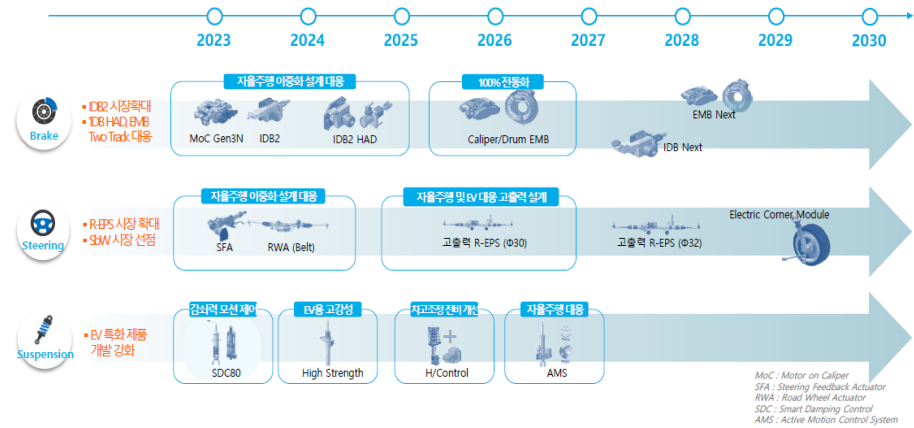 2023 2024 2025 2026 2027 2028 2029 2030
Brake
▪ IDB2 시장확대
▪ IDB HAD, EMB
Two Track 대응
자율주행 이중화 설계 대응
MoC Gen3N
IDB2
IDB2 HAD
100% 전동화
Caliper/Drum EMB
EMB Next
IDB Next
Steering
▪ R-EPS 시장 확대
▪ SbW 시장 선점
자율주행 이중화 설계 대응
SFA
RWA (Belt)
자율주행 및 EV 대응 고출력 설계
고출력 R-EPS (Φ30)
고출력 R-EPS (Φ32)
Electric Corner Module
Suspension
▪ EV 특화 제품
개발 강화
감쇠력 모션 제어
SDC80
EV용 고강성
High Strength
차고조정 전비 개선
H/Control
자율주행 대응
AMS
MoC : Motor on Caliper
SFA : Steering Feedback Actuator
RWA : Road Wheel Actuator
SDC : Smart Damping Control
AMS : Active Motion Control System